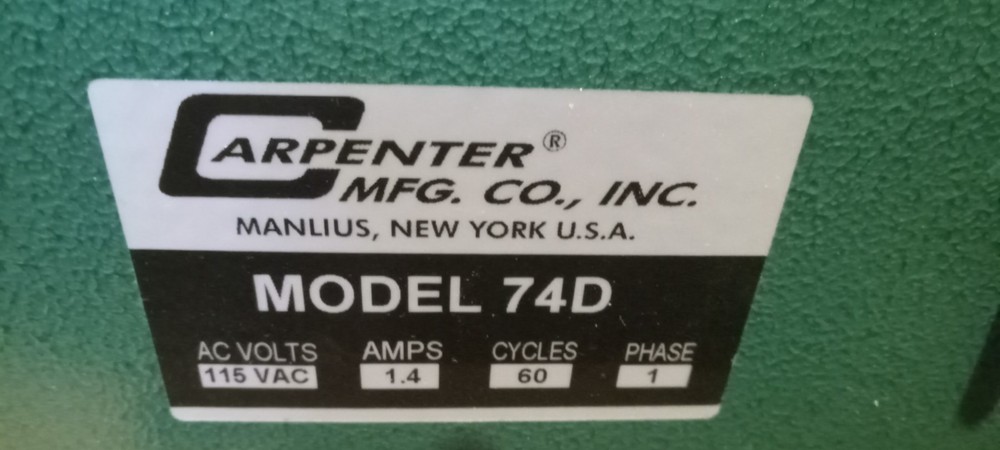 CARPENTER ®
MFG. CO., INC.
MANLIUS, NEW YORK U.S.A.
MODEL 74D
AC VOLTS AMPS CYCLES PHASE
115 VAC 1.4 60 1